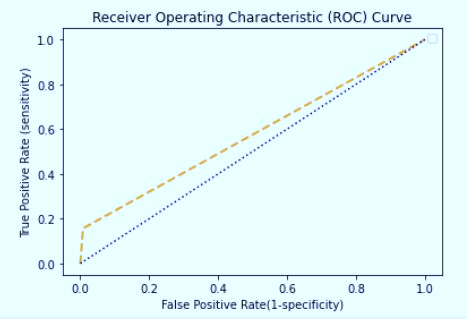 Receiver Operating Characteristic (ROC) Curve
True Positive Rate (sensitivity)
1.0
0.8
0.6
0.4
0.2
0.0
0.0 0.2 0.4 0.6 0.8 1.0
False Positive Rate(1-specificity)